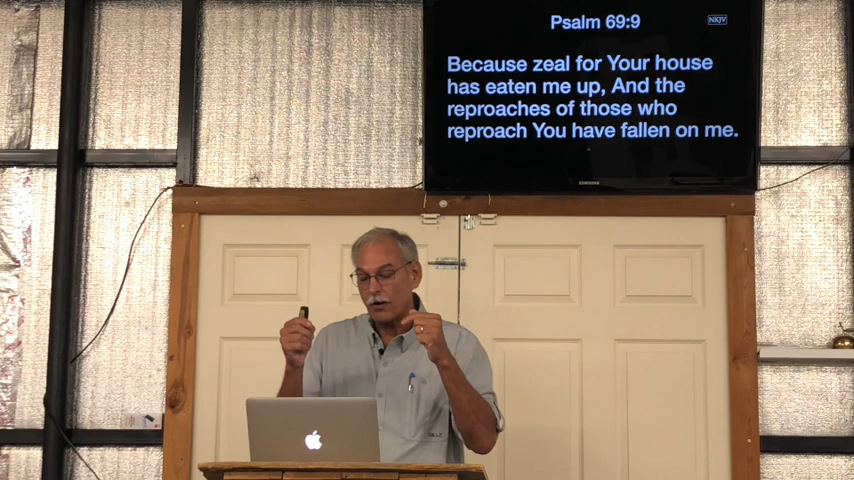 Psalm 69:9
NKJV
Because zeal for Your house
has eaten me up, And the
reproaches of those who
reproach You have fallen on me.
SAMSUNG